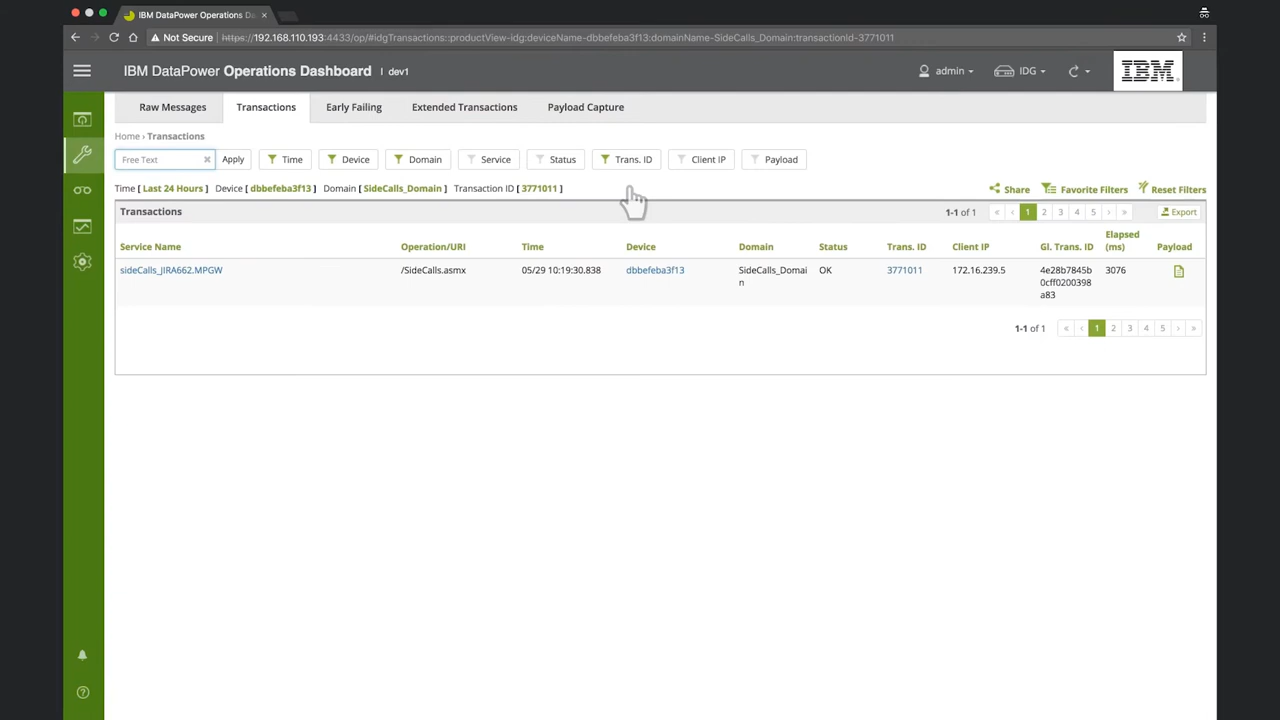 IBM DataPower Operations Da
Not Secure https://192.168.110.193:4433/op/#idgTransactions::productView-idg:deviceName-dbbefeba3f13:domainName-SideCalls_Domain:transactionId-3771011
IBM DataPower Operations Dashboard | dev1
admin
IDG
IBM
Raw Messages
Transactions
Early Failing
Extended Transactions
Payload Capture
Home › Transactions
Free Text
Apply
Time
Device
Domain
Service
Status
Trans. ID
Client IP
Payload
Time [ Last 24 Hours ] Device [ dbbefeba3f13 ] Domain [ SideCalls_Domain ] Transaction ID [ 3771011 ]
Share
Favorite Filters
Reset Filters
Transactions
1-1 of 1
« ‹ 1 2 3 4 5 › »
Export
Service Name
Operation/URI
Time
Device
Domain
Status
Trans. ID
Client IP
Gl. Trans. ID
Elapsed
(ms)
Payload
sideCalls_JIRA662.MPGW
/SideCalls.asmx
05/29 10:19:30.838
dbbefeba3f13
SideCalls_Domai
n
OK
3771011
172.16.239.5
4e28b7845b
0cff0200398
a83
3076
1-1 of 1
« ‹ 1 2 3 4 5 › »